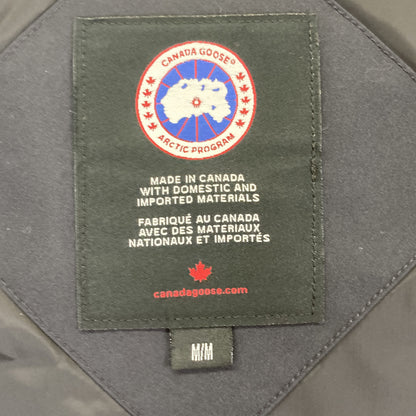 CANADA GOOSE®
ARCTIC PROGRAM
MADE IN CANADA
WITH DOMESTIC AND
IMPORTED MATERIALS
FABRIQUÉ AU CANADA
AVEC DES MATERIAUX
NATIONAUX ET IMPORTÉS
canadagoose.com
M/M